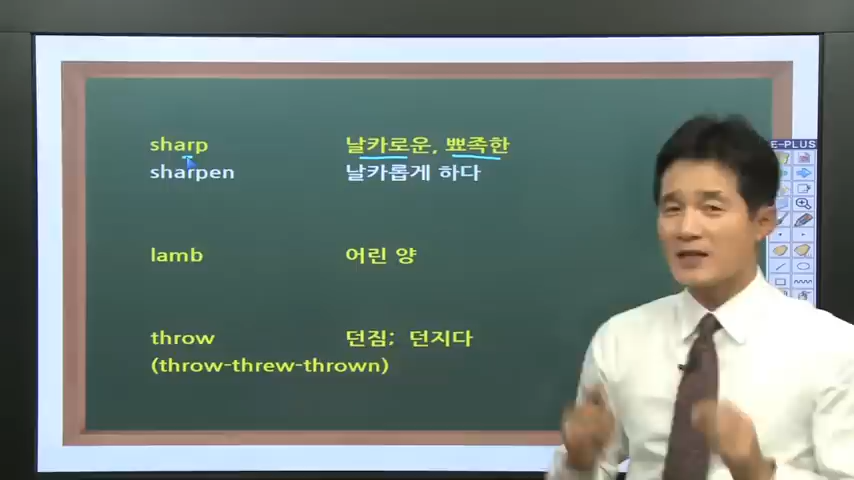 sharp 날카로운, 뾰족한
sharpen 날카롭게 하다
lamb 어린 양
throw 던짐; 던지다
(throw-threw-thrown)
E-PLUS